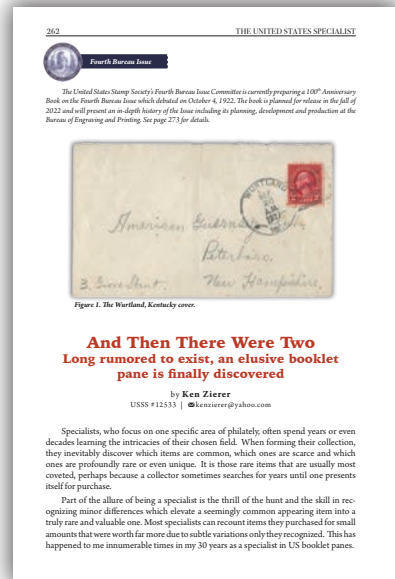 262 THE UNITED STATES SPECIALIST
Fourth Bureau Issue
The United States Stamp Society's Fourth Bureau Issue Committee is currently preparing a 100th Anniversary
Book on the Fourth Bureau Issue which debated on October 4, 1922. The book is planned for release in the fall of
2022 and will present an in-depth history of the Issue including its planning, development and production at the
Bureau of Engraving and Printing. See page 273 for details.
WURTLAND
American Guernsey
Peterboro,
3. Grove Street. New Hampshire.
Figure 1. The Wurtland, Kentucky cover.
And Then There Were Two
Long rumored to exist, an elusive booklet
pane is finally discovered
by Ken Zierer
USSS #12533 | kenzierer@yahoo.com
Specialists, who focus on one specific area of philately, often spend years or even
decades learning the intricacies of their chosen field. When forming their collection,
they inevitably discover which items are common, which ones are scarce and which
ones are profoundly rare or even unique. It is those rare items that are usually most
coveted, perhaps because a collector sometimes searches for years until one presents
itself for purchase.
Part of the allure of being a specialist is the thrill of the hunt and the skill in rec-
ognizing minor differences which elevate a seemingly common appearing item into a
truly rare and valuable one. Most specialists can recount items they purchased for small
amounts that were worth far more due to subtle variations only they recognized. This has
happened to me innumerable times in my 30 years as a specialist in US booklet panes.